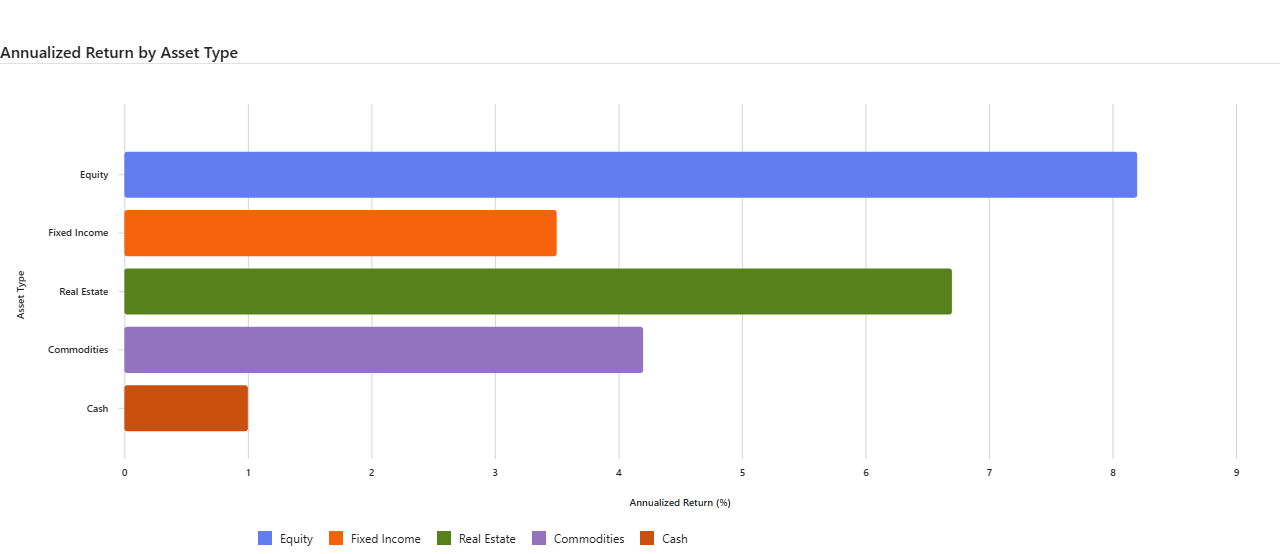 Annualized Return by Asset Type
Equity
Fixed Income
Real Estate
Commodities
Cash
Asset Type
0 1 2 3 4 5 6 7 8 9
Annualized Return (%)
Equity Fixed Income Real Estate Commodities Cash